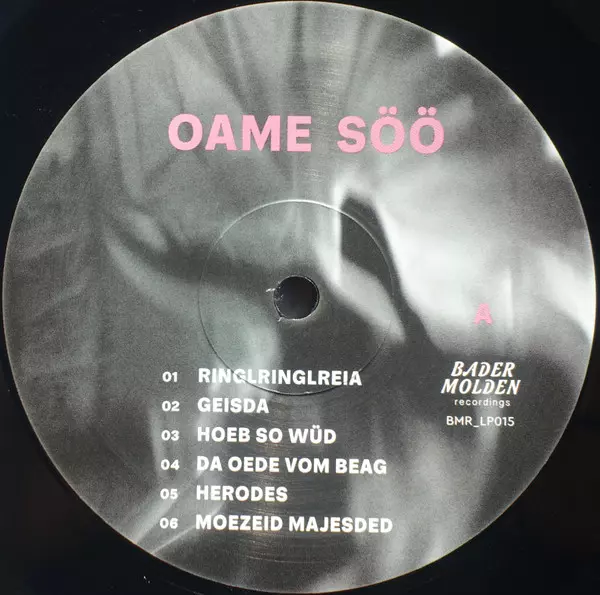 OAME SÖÖ
A
01 RINGLRINGLREIA
02 GEISDA
03 HOEB SO WÜD
04 DA OEDE VOM BEAG
05 HERODES
06 MOEZEID MAJESDED
BADER
MOLDEN
recordings
BMR_LP015